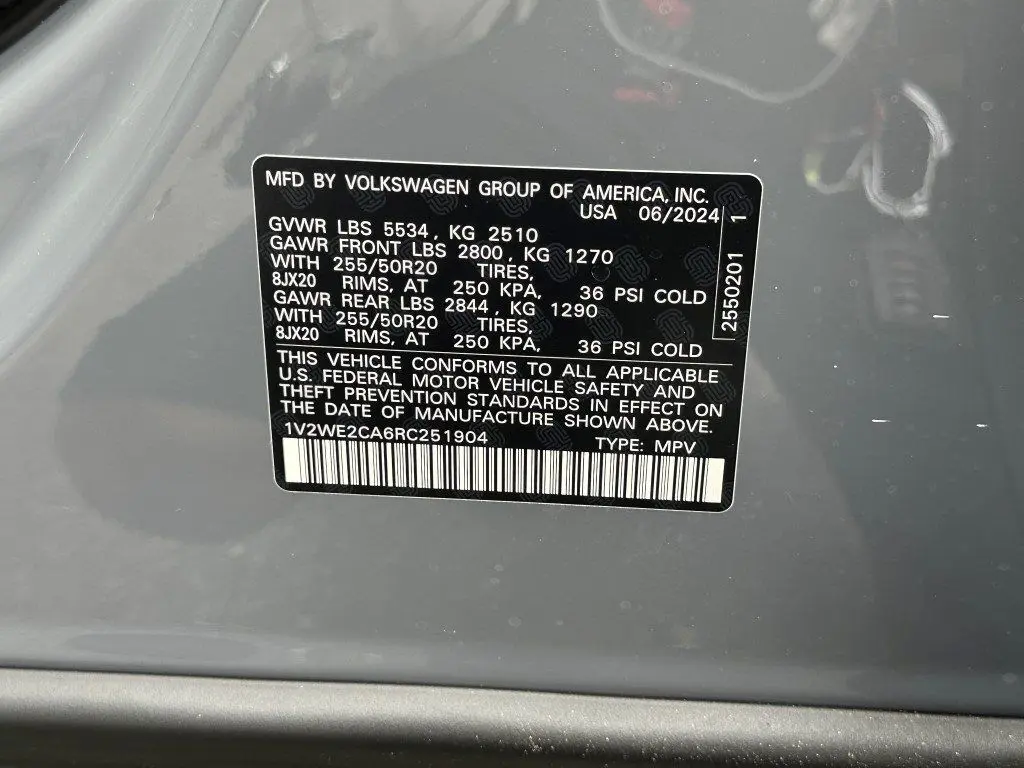 MFD BY VOLKSWAGEN GROUP OF AMERICA, INC.
USA 06/2024
GVWR LBS 5534, KG 2510
GAWR FRONT LBS 2800, KG 1270
WITH 255/50R20 TIRES,
8JX20 RIMS, AT 250 KPA, 36 PSI COLD
GAWR REAR LBS 2844, KG 1290
WITH 255/50R20 TIRES,
8JX20 RIMS, AT 250 KPA, 36 PSI COLD
2550201 1
THIS VEHICLE CONFORMS TO ALL APPLICABLE
U.S. FEDERAL MOTOR VEHICLE SAFETY AND
THEFT PREVENTION STANDARDS IN EFFECT ON
THE DATE OF MANUFACTURE SHOWN ABOVE.
1V2WE2CA6RC251904 TYPE: MPV